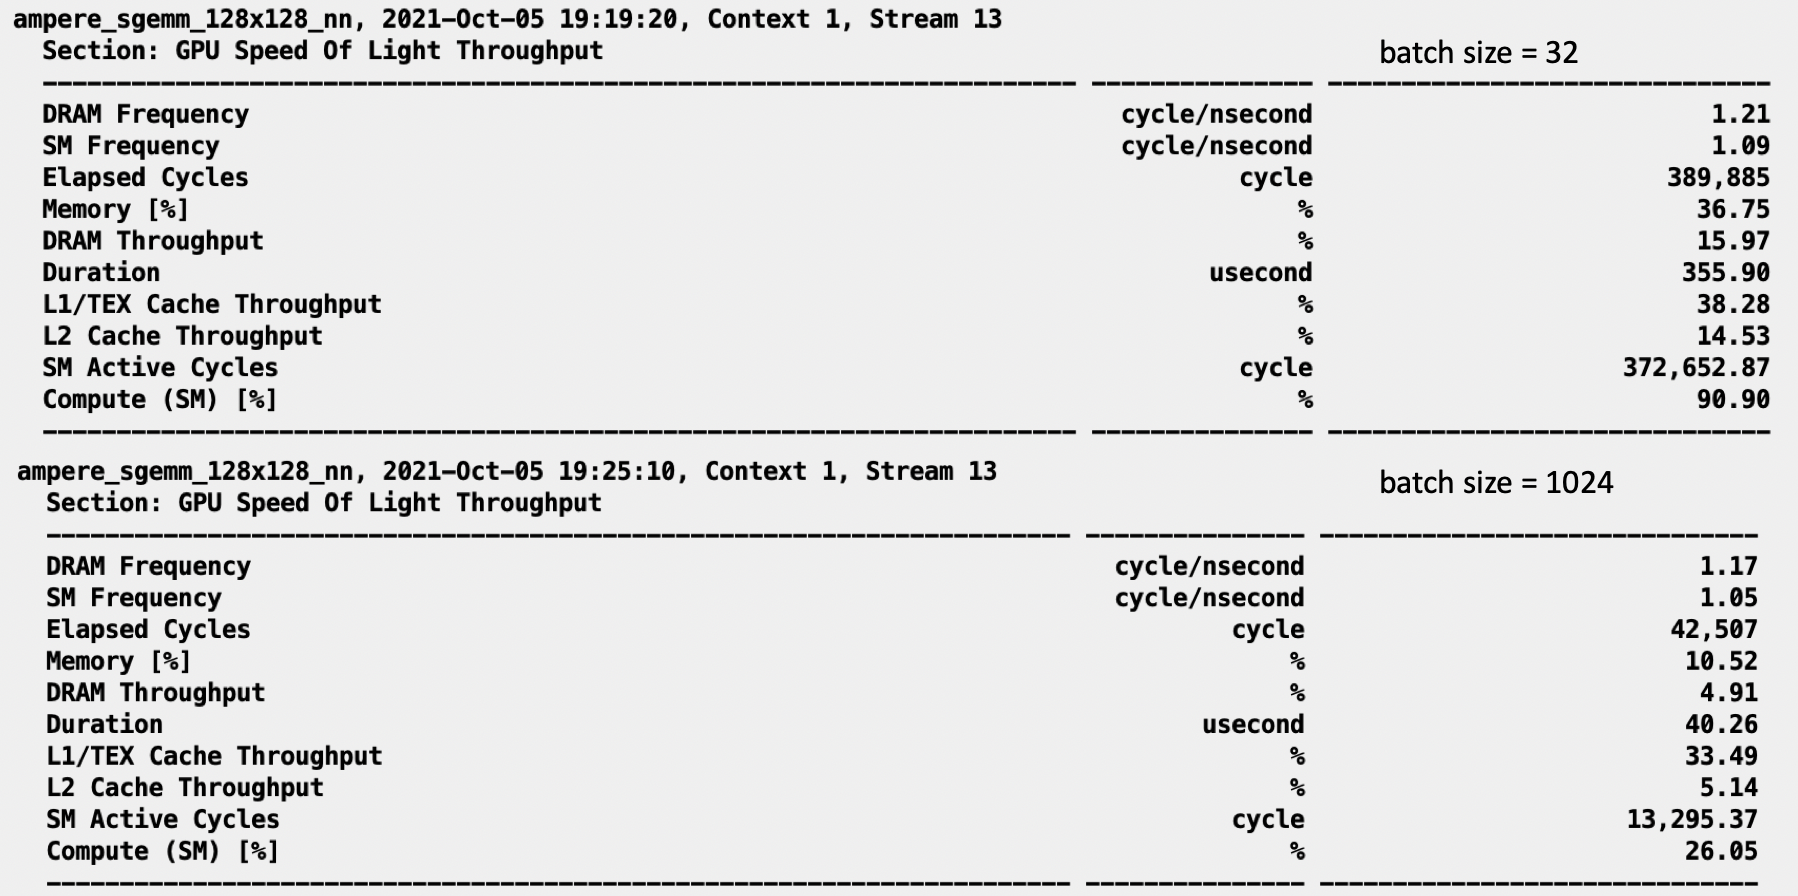 ampere_sgemm_128x128_nn, 2021-Oct-05 19:19:20, Context 1, Stream 13
Section: GPU Speed Of Light Throughput
batch size = 32
DRAM Frequency cycle/nsecond 1.21
SM Frequency cycle/nsecond 1.09
Elapsed Cycles cycle 389,885
Memory [%] % 36.75
DRAM Throughput % 15.97
Duration usecond 355.90
L1/TEX Cache Throughput % 38.28
L2 Cache Throughput % 14.53
SM Active Cycles cycle 372,652.87
Compute (SM) [%] % 90.90
ampere_sgemm_128x128_nn, 2021-Oct-05 19:25:10, Context 1, Stream 13
batch size = 1024
Section: GPU Speed Of Light Throughput
DRAM Frequency cycle/nsecond 1.17
SM Frequency cycle/nsecond 1.05
Elapsed Cycles cycle 42,507
Memory [%] % 10.52
DRAM Throughput % 4.91
Duration usecond 40.26
L1/TEX Cache Throughput % 33.49
L2 Cache Throughput % 5.14
SM Active Cycles cycle 13,295.37
Compute (SM) [%] % 26.05